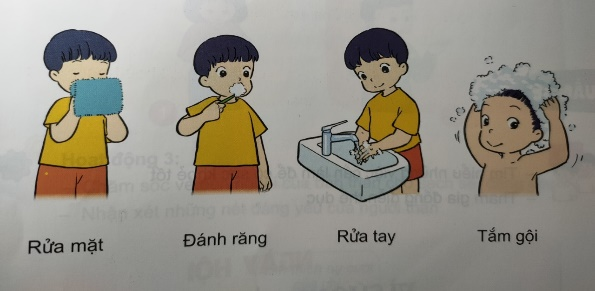 Rửa mặt
Đánh răng
Rửa tay
Tắm gội